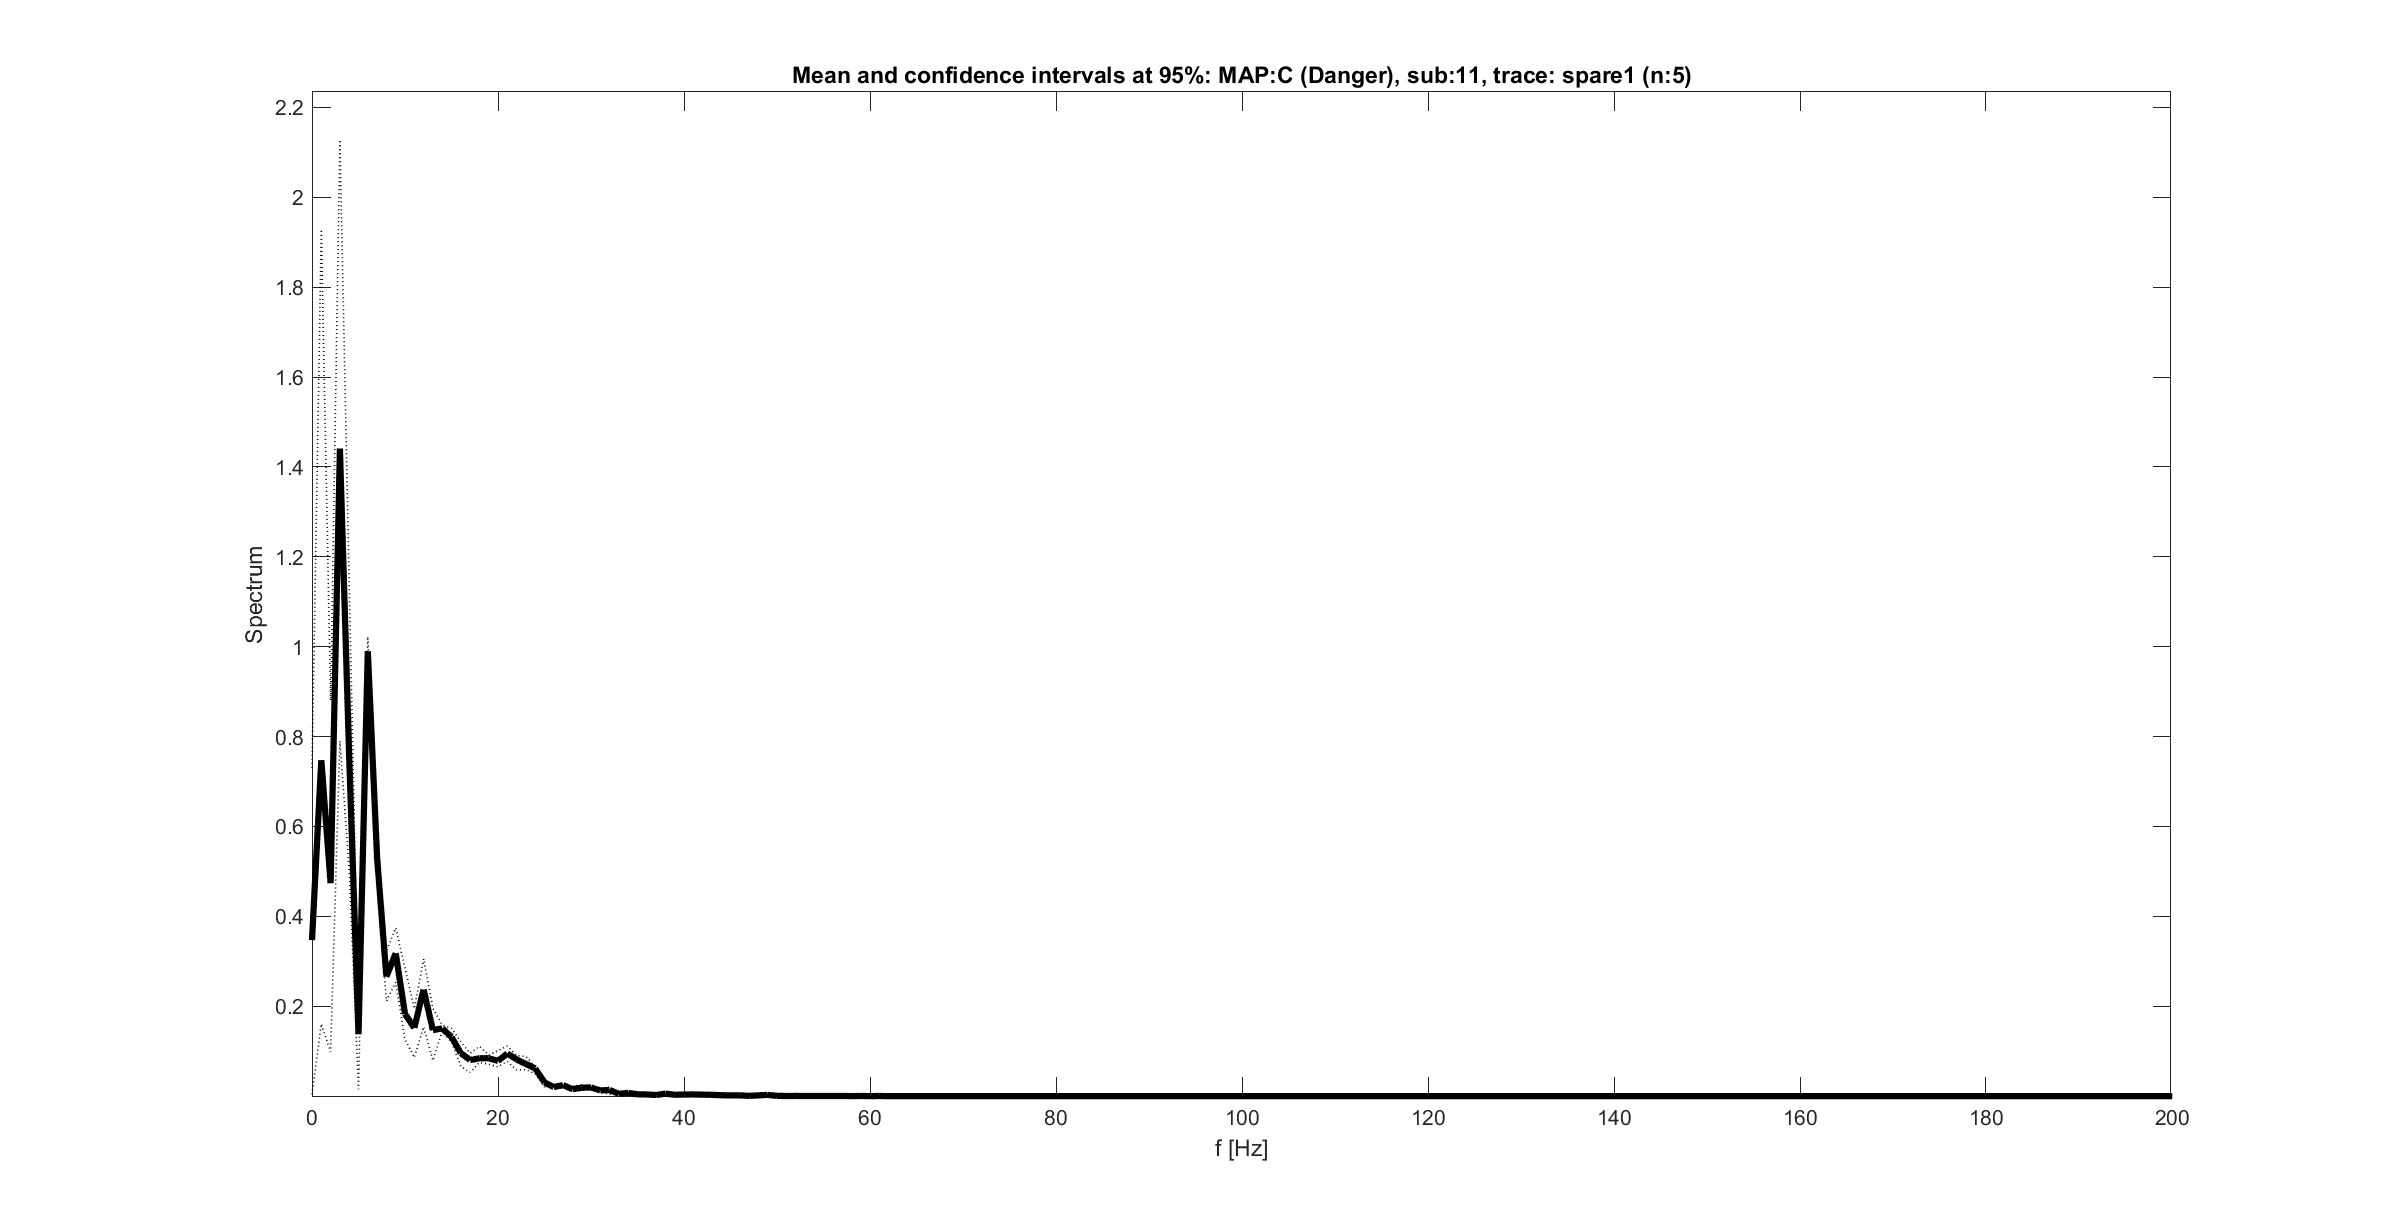 Mean and confidence intervals at 95%: MAP:C (Danger), sub:11, trace: spare1 (n:5)
2.2
2
1.8
1.6
1.4
1.2
1
0.8
0.6
0.4
0.2
Spectrum
0 20 40 60 80 100 120 140 160 180 200
f [Hz]